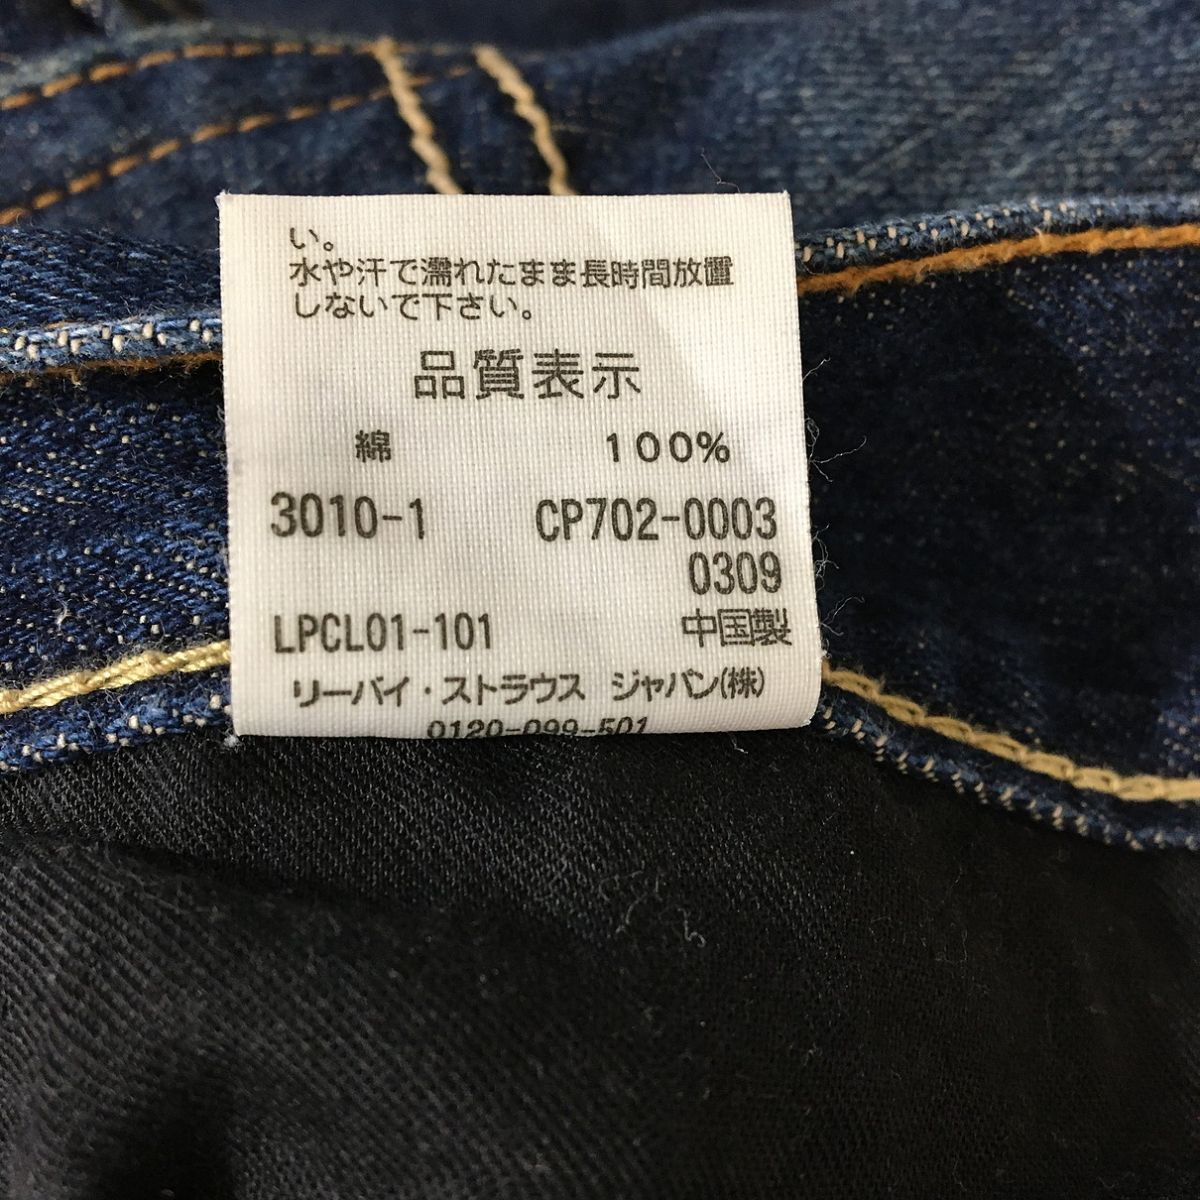 い。
水や汗で濡れたまま長時間放置
しないで下さい。
品質表示
綿 100%
3010-1 CP702-0003
0309
LPCL01-101 中国製
リーバイ・ストラウス ジャパン(株)
0120-099-501